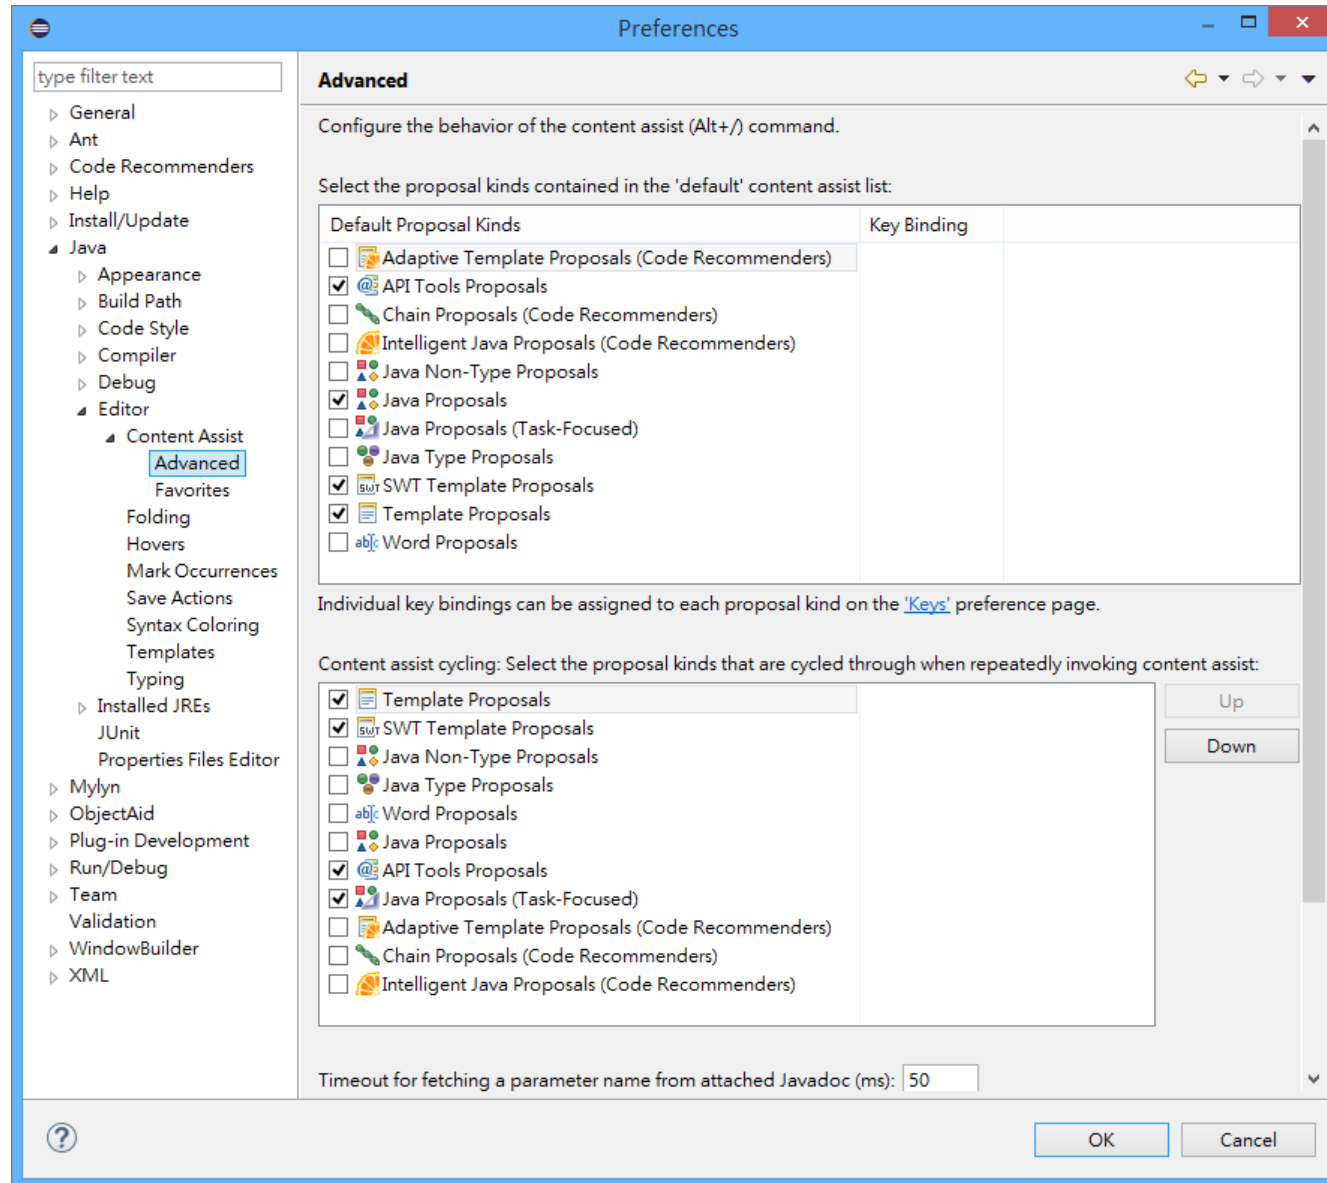 Preferences
type filter text
General
Ant
Code Recommenders
Help
Install/Update
Java
Appearance
Build Path
Code Style
Compiler
Debug
Editor
Content Assist
Advanced
Favorites
Folding
Hovers
Mark Occurrences
Save Actions
Syntax Coloring
Templates
Typing
Installed JREs
JUnit
Properties Files Editor
Mylyn
ObjectAid
Plug-in Development
Run/Debug
Team
Validation
WindowBuilder
XML
Advanced
Configure the behavior of the content assist (Alt+/) command.
Select the proposal kinds contained in the 'default' content assist list:
Default Proposal Kinds Key Binding
Adaptive Template Proposals (Code Recommenders)
API Tools Proposals
Chain Proposals (Code Recommenders)
Intelligent Java Proposals (Code Recommenders)
Java Non-Type Proposals
Java Proposals
Java Proposals (Task-Focused)
Java Type Proposals
SWT Template Proposals
Template Proposals
Word Proposals
Individual key bindings can be assigned to each proposal kind on the 'Keys' preference page.
Content assist cycling: Select the proposal kinds that are cycled through when repeatedly invoking content assist:
Template Proposals
SWT Template Proposals
Java Non-Type Proposals
Java Type Proposals
Word Proposals
Java Proposals
API Tools Proposals
Java Proposals (Task-Focused)
Adaptive Template Proposals (Code Recommenders)
Chain Proposals (Code Recommenders)
Intelligent Java Proposals (Code Recommenders)
Up
Down
Timeout for fetching a parameter name from attached Javadoc (ms): 50
OK Cancel